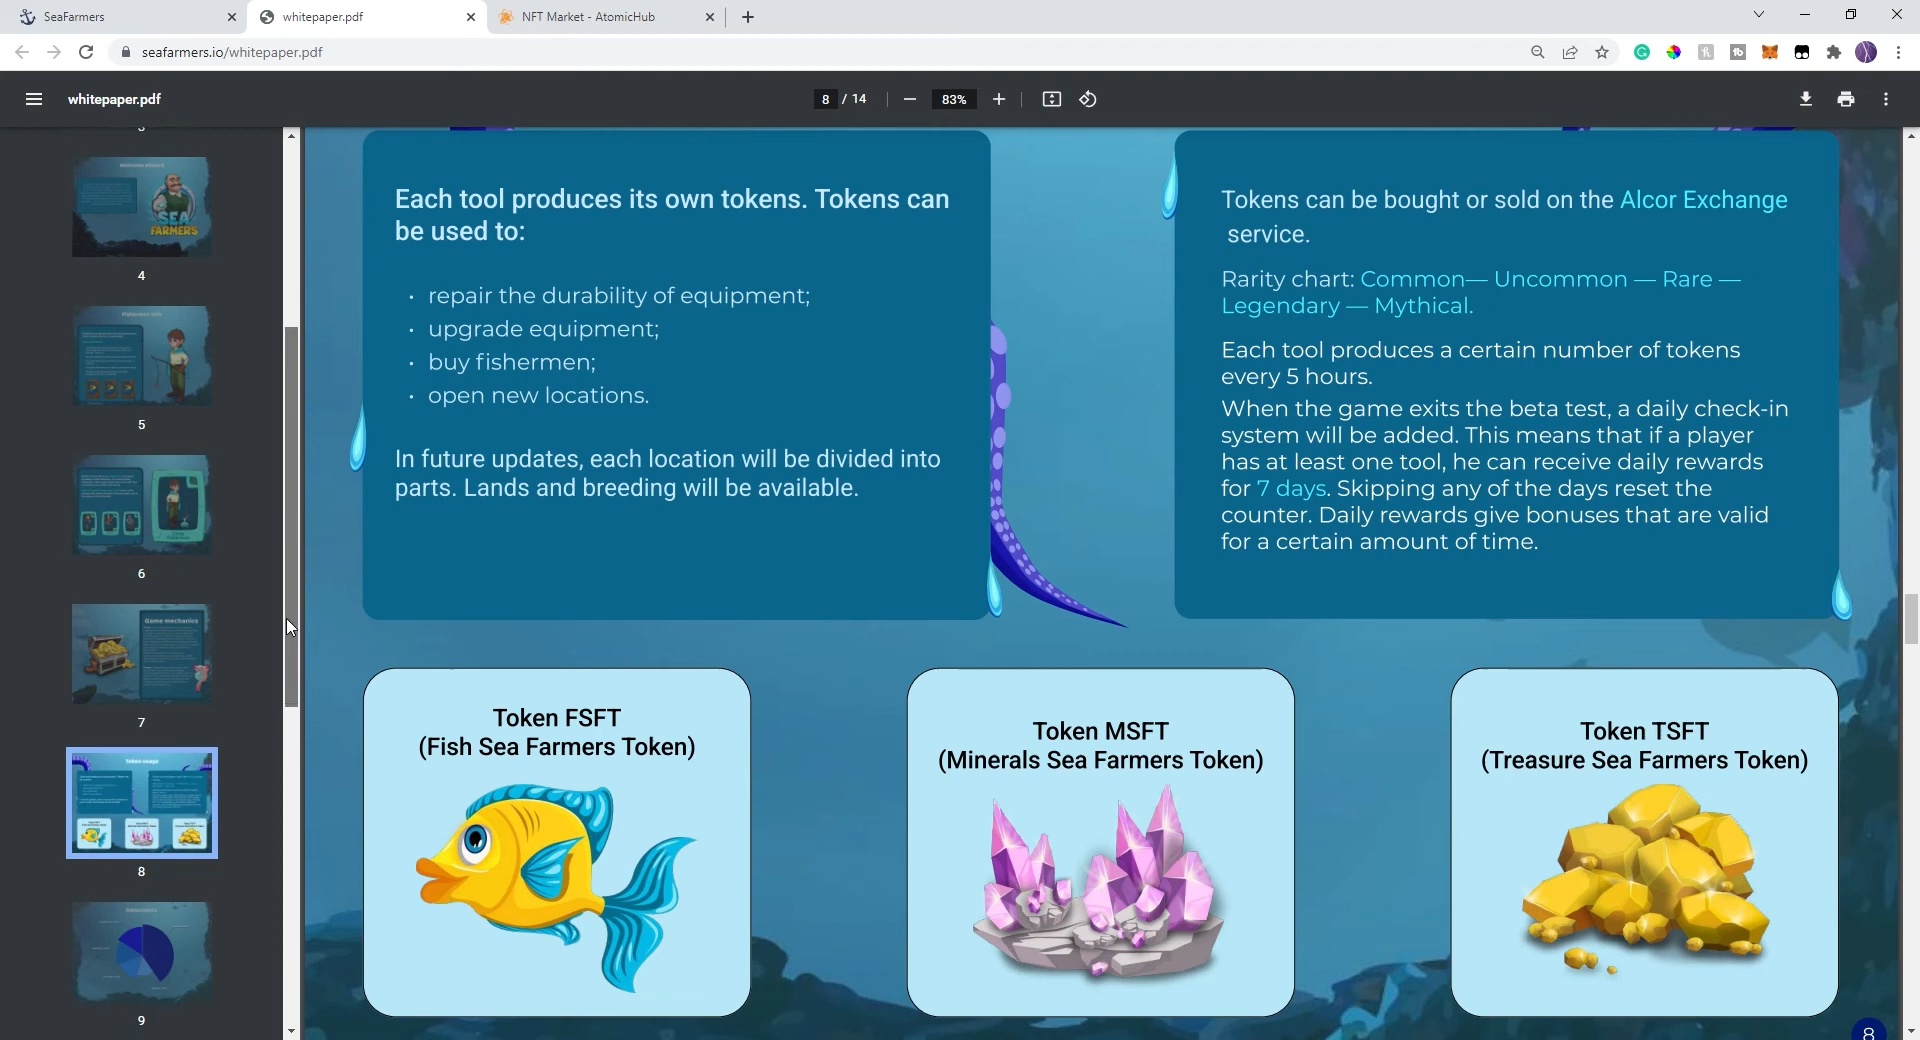 SeaFarmers
whitepaper.pdf
NFT Market - AtomicHub
seafarmers.io/whitepaper.pdf
whitepaper.pdf
8 / 14
83%
4
5
6
Game mechanics
7
Token usage
8
9
SEA
FARMERS
Each tool produces its own tokens. Tokens can
be used to:
• repair the durability of equipment;
• upgrade equipment;
• buy fishermen;
• open new locations.
In future updates, each location will be divided into
parts. Lands and breeding will be available.
Tokens can be bought or sold on the Alcor Exchange
service.
Rarity chart: Common— Uncommon — Rare —
Legendary — Mythical.
Each tool produces a certain number of tokens
every 5 hours.
When the game exits the beta test, a daily check-in
system will be added. This means that if a player
has at least one tool, he can receive daily rewards
for 7 days. Skipping any of the days reset the
counter. Daily rewards give bonuses that are valid
for a certain amount of time.
Token FSFT
(Fish Sea Farmers Token)
Token MSFT
(Minerals Sea Farmers Token)
Token TSFT
(Treasure Sea Farmers Token)
8